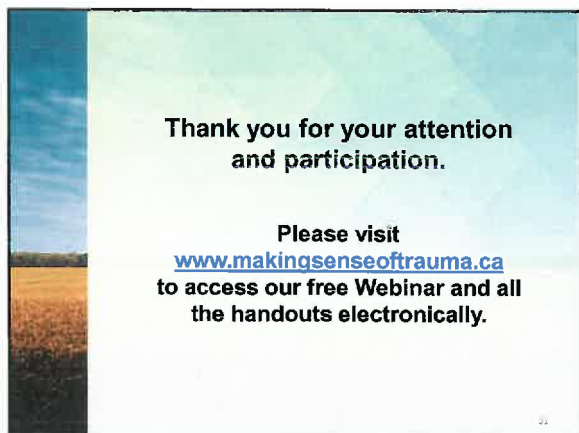 Thank you for your attention
and participation.
Please visit
www.makingsenseoftrauma.ca
to access our free Webinar and all
the handouts electronically.